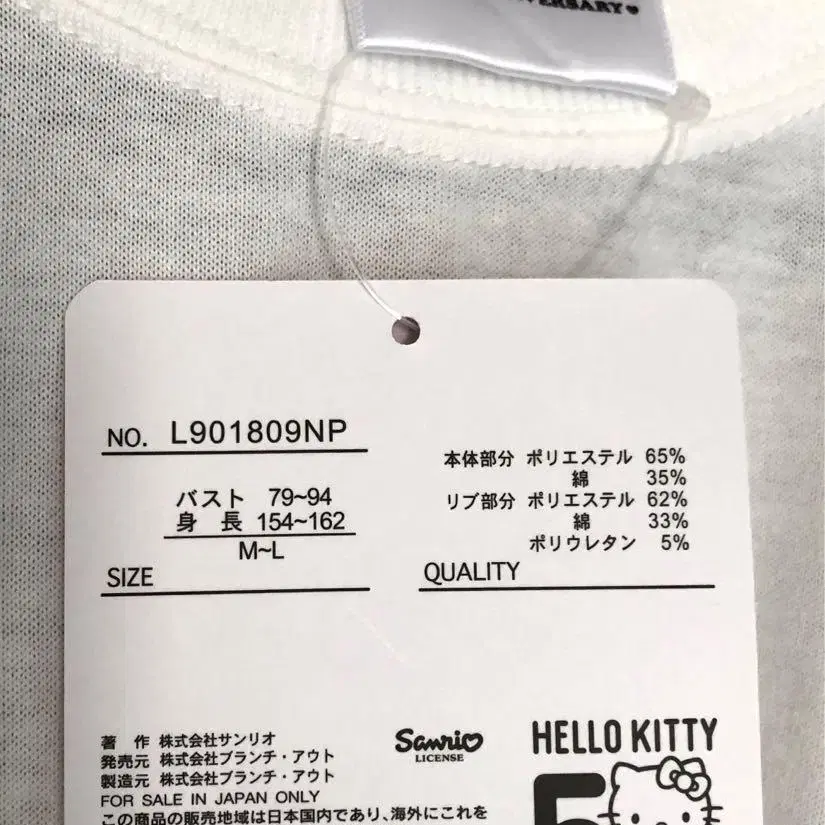 VERSARY♥
NO. L901809NP
バスト 79~94
身 長 154~162
M~L
SIZE
本体部分 ポリエステル 65%
綿 35%
リブ部分 ポリエステル 62%
綿 33%
ポリウレタン 5%
QUALITY
著 作 株式会社サンリオ
発売元 株式会社ブランチ・アウト
製造元 株式会社ブランチ・アウト
FOR SALE IN JAPAN ONLY
この商品の販売地域は日本国内であり、海外にこれを
Sanrio
LICENSE
HELLO KITTY
5